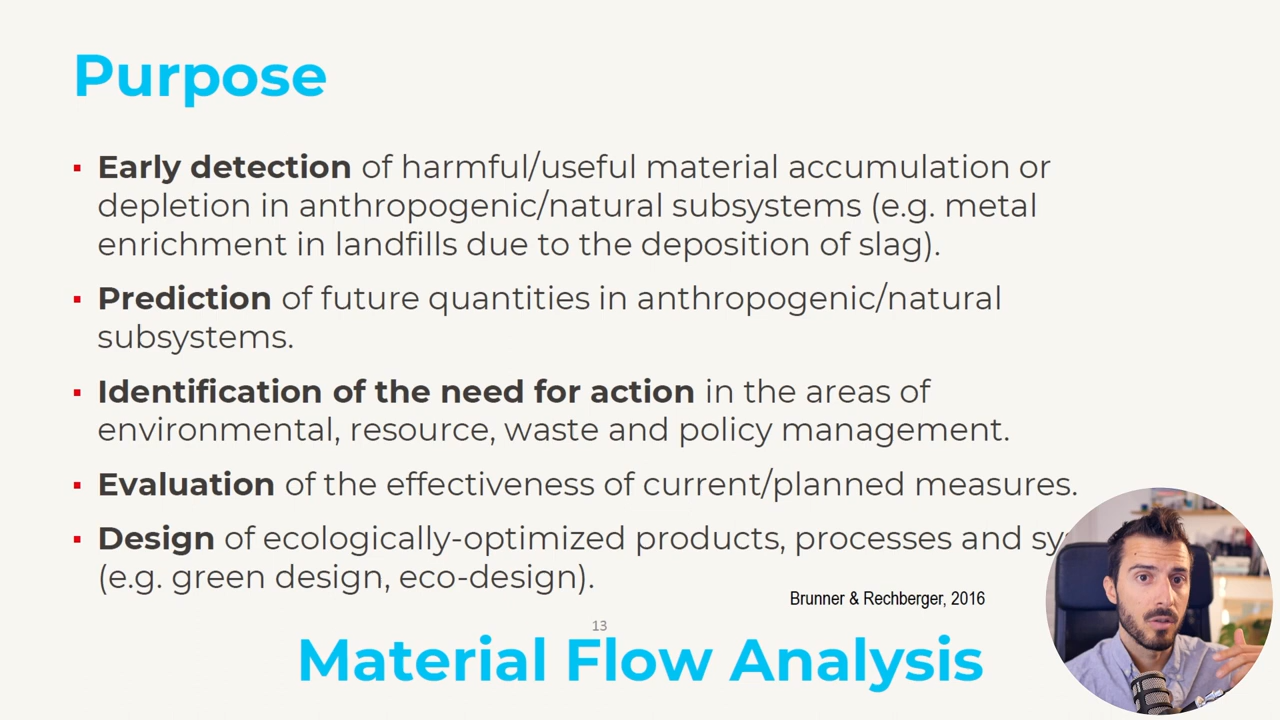 Purpose
▪ Early detection of harmful/useful material accumulation or
depletion in anthropogenic/natural subsystems (e.g. metal
enrichment in landfills due to the deposition of slag).
▪ Prediction of future quantities in anthropogenic/natural
subsystems.
▪ Identification of the need for action in the areas of
environmental, resource, waste and policy management.
▪ Evaluation of the effectiveness of current/planned measures.
▪ Design of ecologically-optimized products, processes and
(e.g. green design, eco-design).
Brunner & Rechberger, 2016
13
Material Flow Analysis